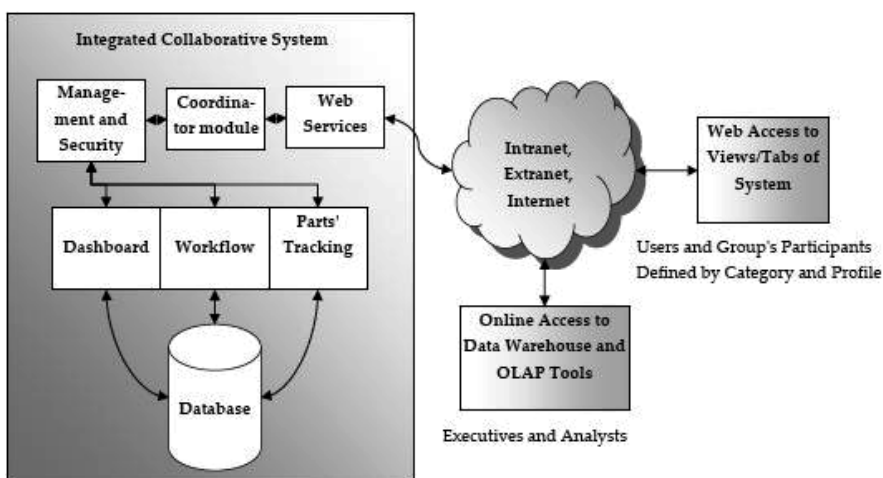 Integrated Collaborative System
Manage-
ment and
Security
Coordina-
tor module
Web
Services
Dashboard
Workflow
Parts'
Tracking
Database
Intranet,
Extranet,
Internet
Web Access to
Views/Tabs of
System
Users and Group's Participants
Defined by Category and Profile
Online Access to
Data Warehouse and
OLAP Tools
Executives and Analysts